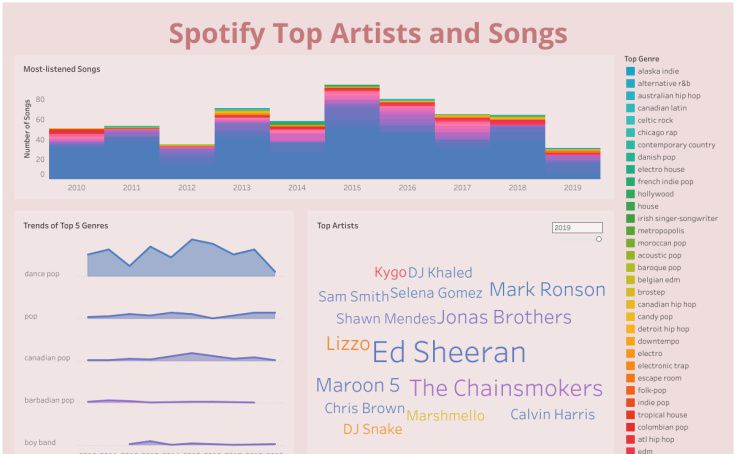 Spotify Top Artists and Songs
Most-listened Songs
Number of Songs
80
60
40
20
0
2010 2011 2012 2013 2014 2015 2016 2017 2018 2019
Trends of Top 5 Genres
dance pop
pop
canadian pop
barbadian pop
boy band
Top Artists
2019
Kygo DJ Khaled
Sam Smith Selena Gomez Mark Ronson
Shawn Mendes Jonas Brothers
Lizzo Ed Sheeran
Maroon 5 The Chainsmokers
Chris Brown Marshmello Calvin Harris
DJ Snake
Top Genre
alaska indie
alternative r&b
australian hip hop
canadian latin
celtic rock
chicago rap
contemporary country
danish pop
electro house
french indie pop
hollywood
house
irish singer-songwriter
metropopolis
moroccan pop
acoustic pop
baroque pop
belgian edm
brostep
canadian hip hop
candy pop
detroit hip hop
downtempo
electro
electronic trap
escape room
folk-pop
indie pop
tropical house
colombian pop
atl hip hop
edm